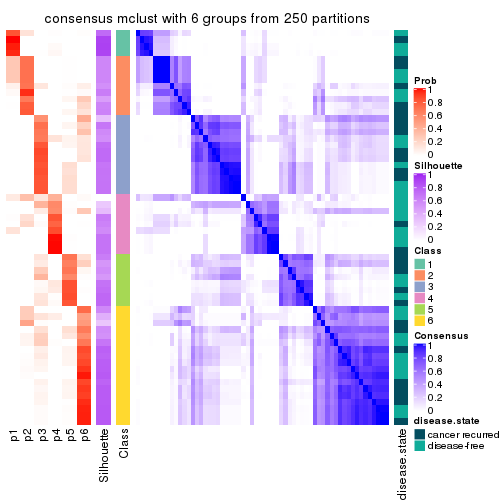 consensus mclust with 6 groups from 250 partitions
Prob
1
0.8
0.6
0.4
0.2
0
Silhouette
1
0.8
0.6
0.4
0.2
0
Class
1
2
3
4
5
6
Consensus
1
0.8
0.6
0.4
0.2
0
disease.state
cancer recurred
disease-free
p1
p2
p3
p4
p5
p6
Silhouette
Class
disease.state